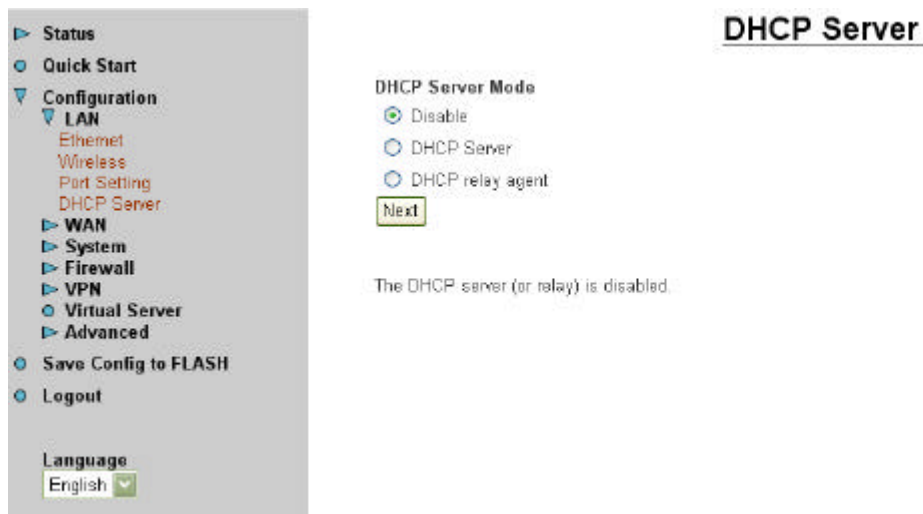 DHCP Server
Status
Quick Start
Configuration
LAN
Ethernet
Wireless
Port Setting
DHCP Server
WAN
System
Firewall
VPN
Virtual Server
Advanced
Save Config to FLASH
Logout
Language
English
DHCP Server Mode
Disable
DHCP Server
DHCP relay agent
Next
The DHCP server (or relay) is disabled.